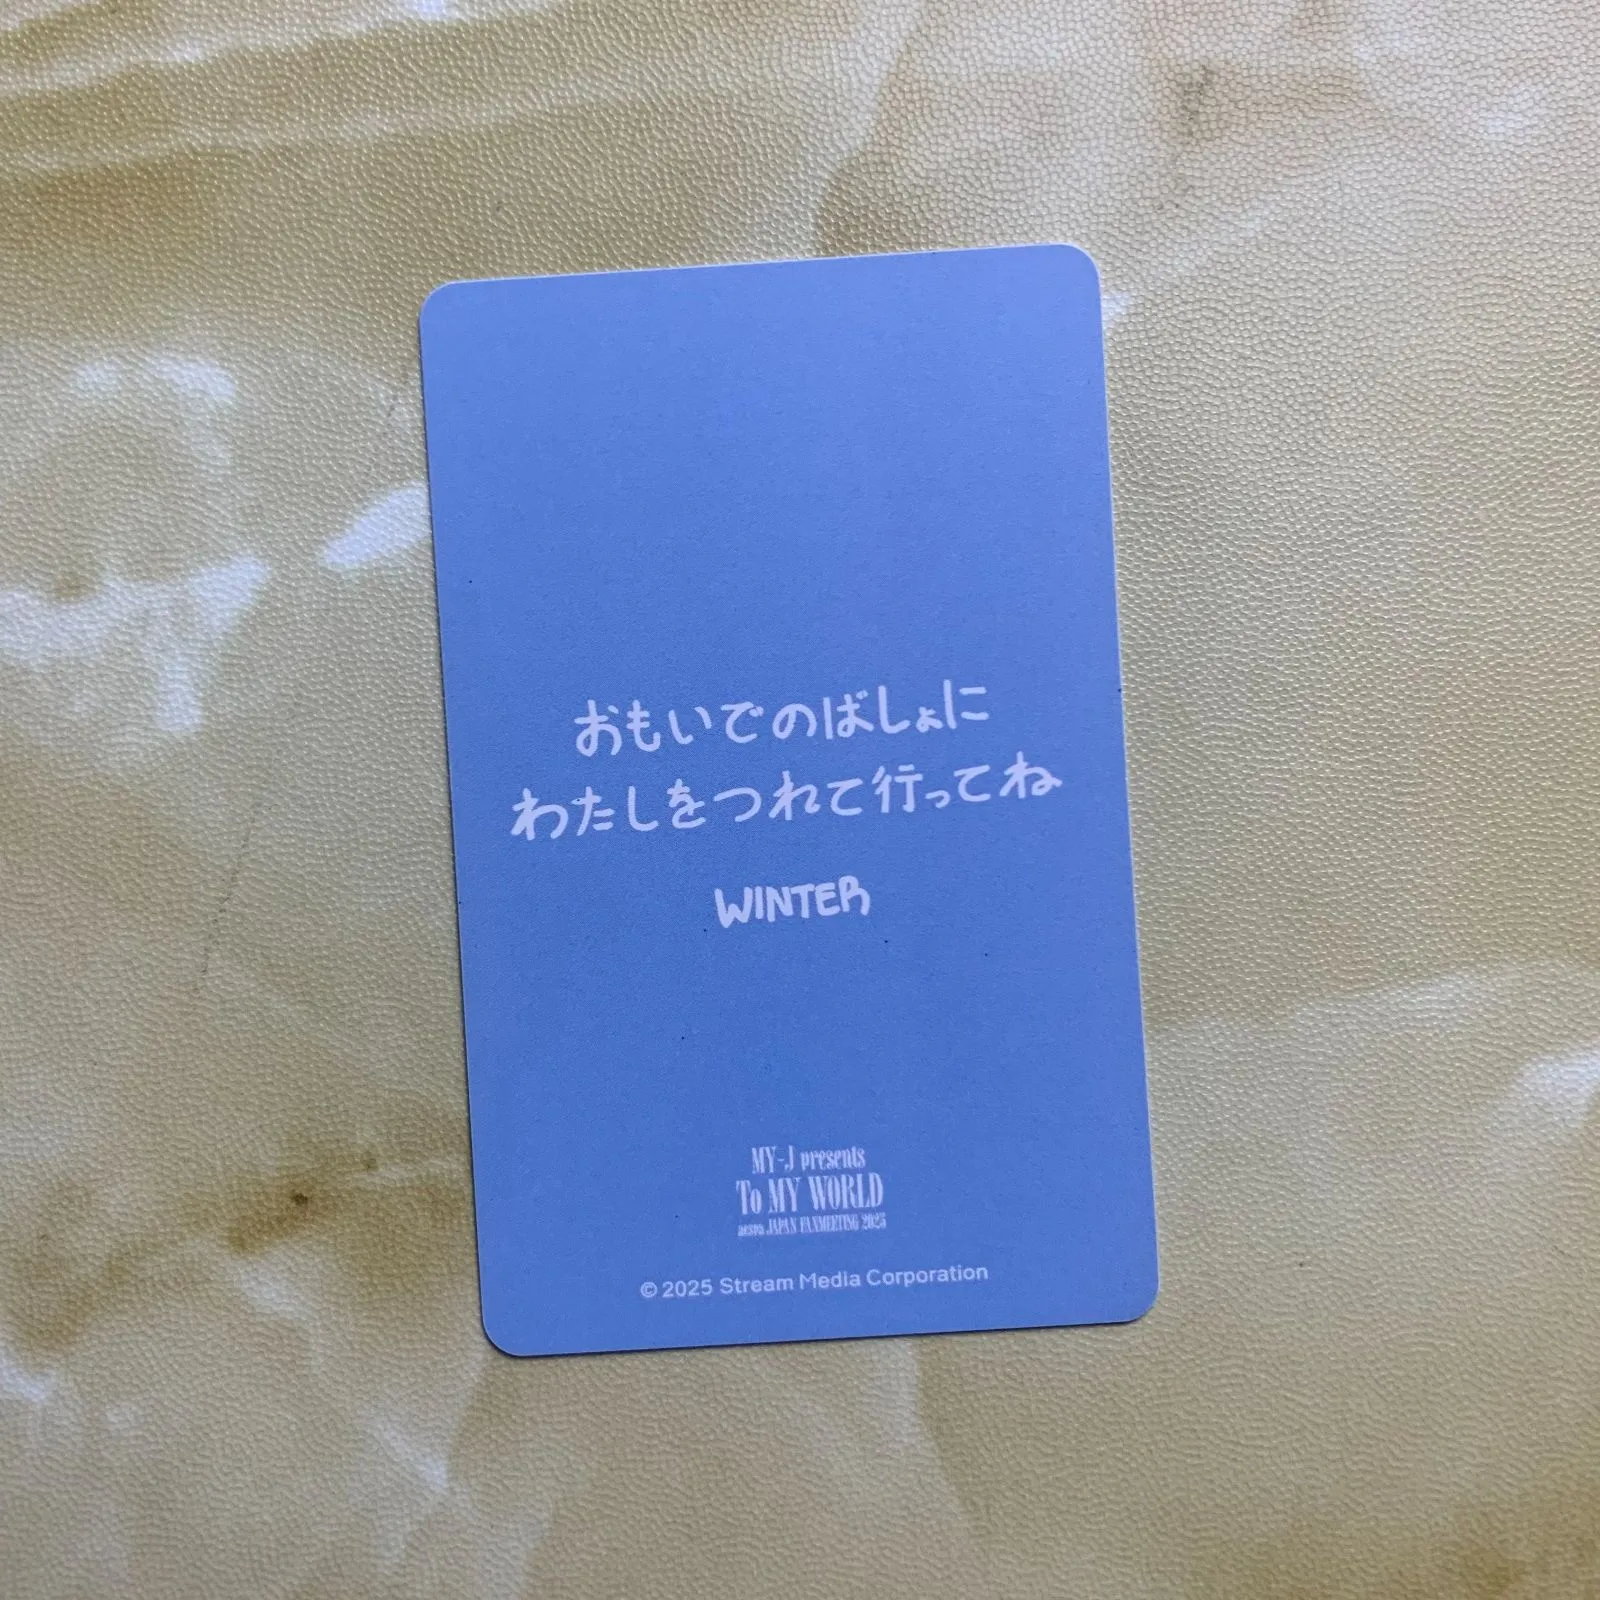 おもいでのばしょに
わたしをつれて行ってね
WINTER
MY-J presents
To MY WORLD
aespa JAPAN FANMEETING 2025
© 2025 Stream Media Corporation